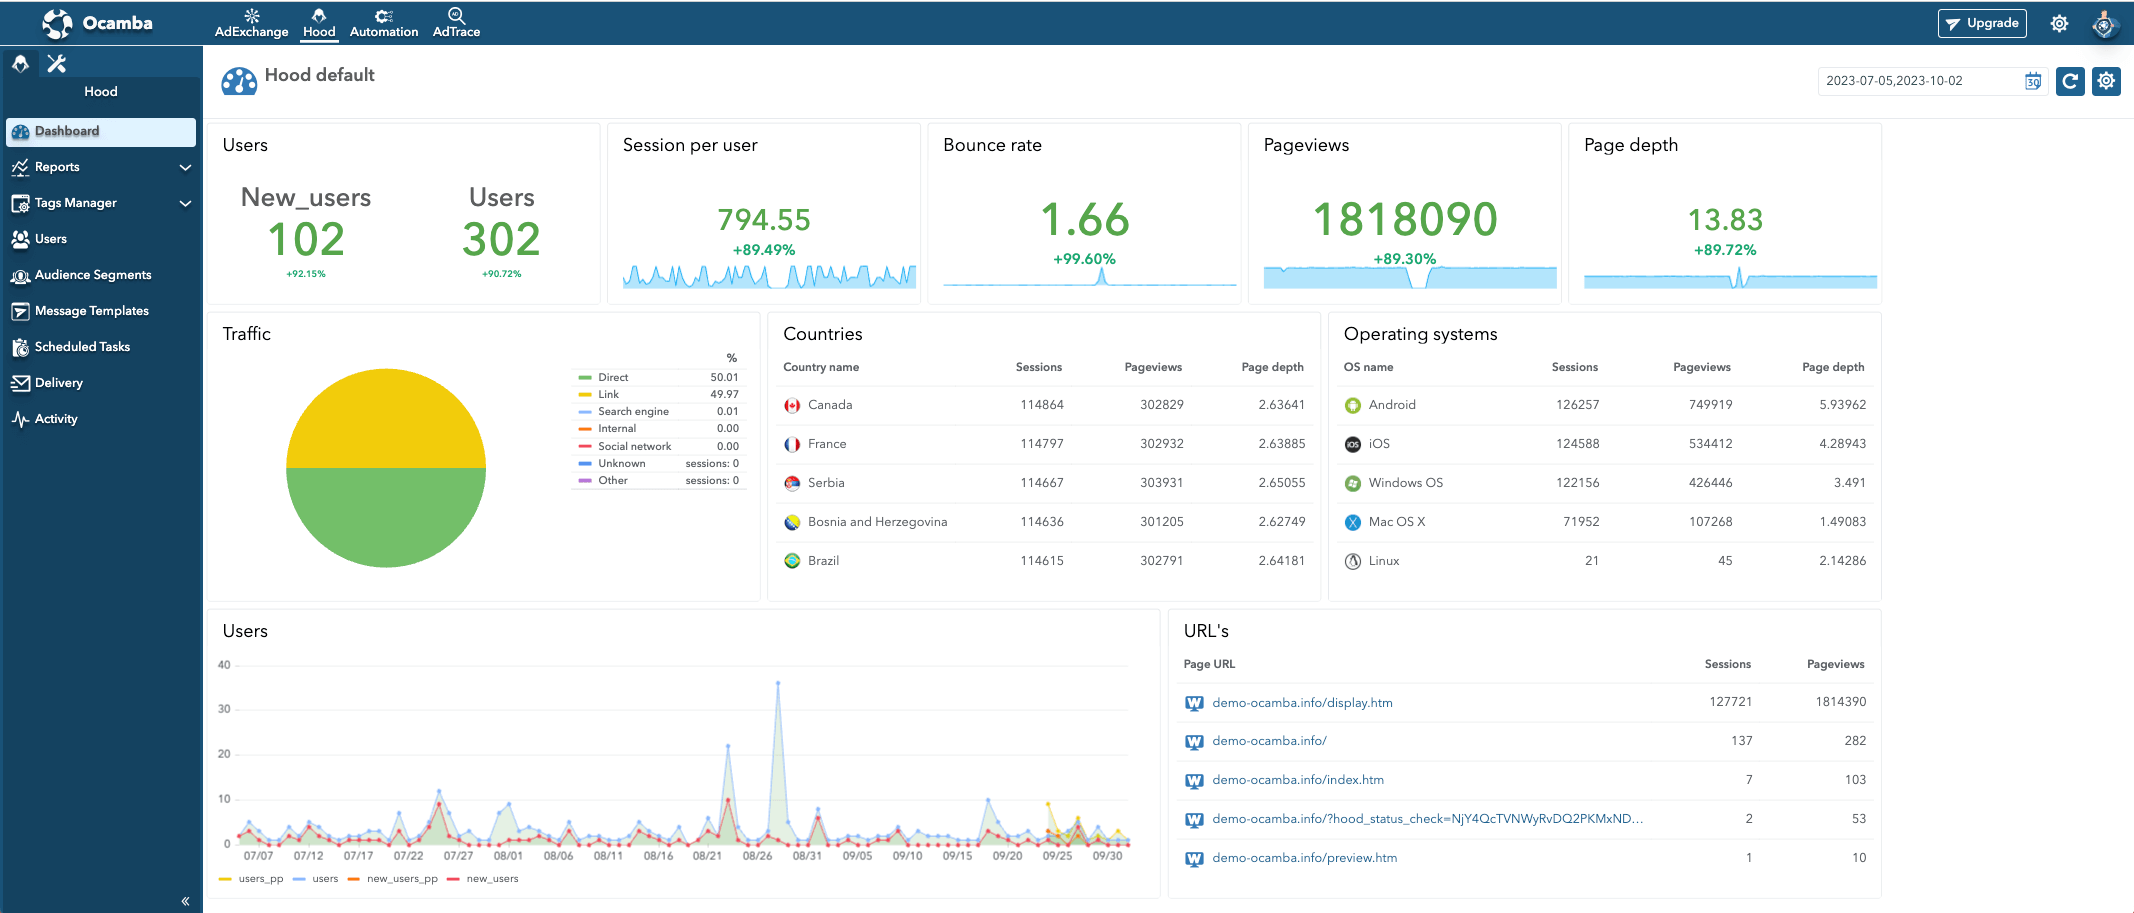 Ocamba
AdExchange Hood Automation AdTrace
Upgrade
Hood
Dashboard
Reports
Tags Manager
Users
Audience Segments
Message Templates
Scheduled Tasks
Delivery
Activity
Hood default
2023-07-05,2023-10-02
30
Users
New_users Users
102 302
+92.15% +90.72%
Session per user
794.55
+89.49%
Bounce rate
1.66
+99.60%
Pageviews
1818090
+89.30%
Page depth
13.83
+89.72%
Traffic
%
Direct 50.01
Link 49.97
Search engine 0.01
Internal 0.00
Social network 0.00
Unknown sessions: 0
Other sessions: 0
Countries
Country name Sessions Pageviews Page depth
Canada 114864 302829 2.63641
France 114797 302932 2.63885
Serbia 114667 303931 2.65055
Bosnia and Herzegovina 114636 301205 2.62749
Brazil 114615 302791 2.64181
Operating systems
OS name Sessions Pageviews Page depth
Android 126257 749919 5.93962
iOS iOS 124588 534412 4.28943
Windows OS 122156 426446 3.491
Mac OS X 71952 107268 1.49083
Linux 21 45 2.14286
Users
40
30
20
10
0
07/07 07/12 07/17 07/22 07/27 08/01 08/06 08/11 08/16 08/21 08/26 08/31 09/05 09/10 09/15 09/20 09/25 09/30
users_pp users new_users_pp new_users
URL's
Page URL Sessions Pageviews
demo-ocamba.info/display.htm 127721 1814390
demo-ocamba.info/ 137 282
demo-ocamba.info/index.htm 7 103
demo-ocamba.info/?hood_status_check=NjY4QcTVNWyRvDQ2PKMxND... 2 53
demo-ocamba.info/preview.htm 1 10